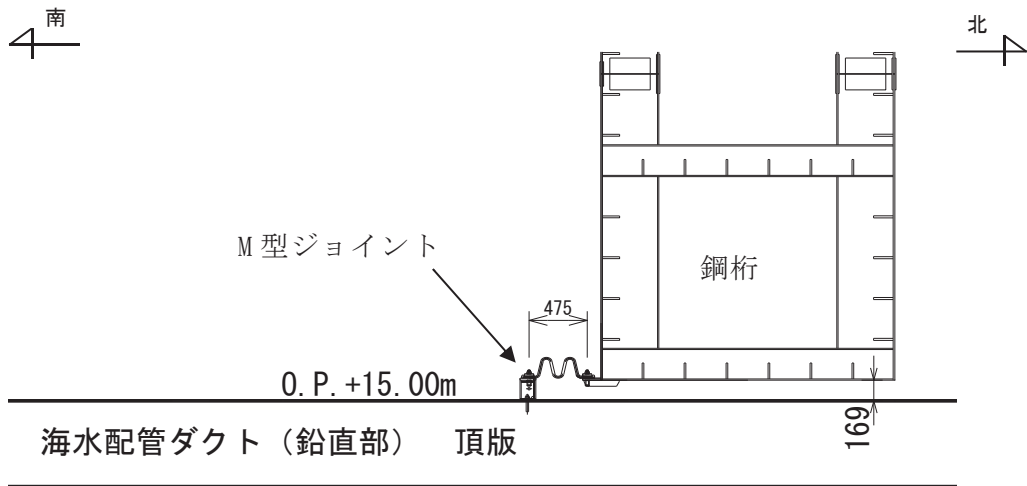 南
北
M型ジョイント
鋼桁
475
O.P.+15.00m
169
海水配管ダクト（鉛直部）　頂版